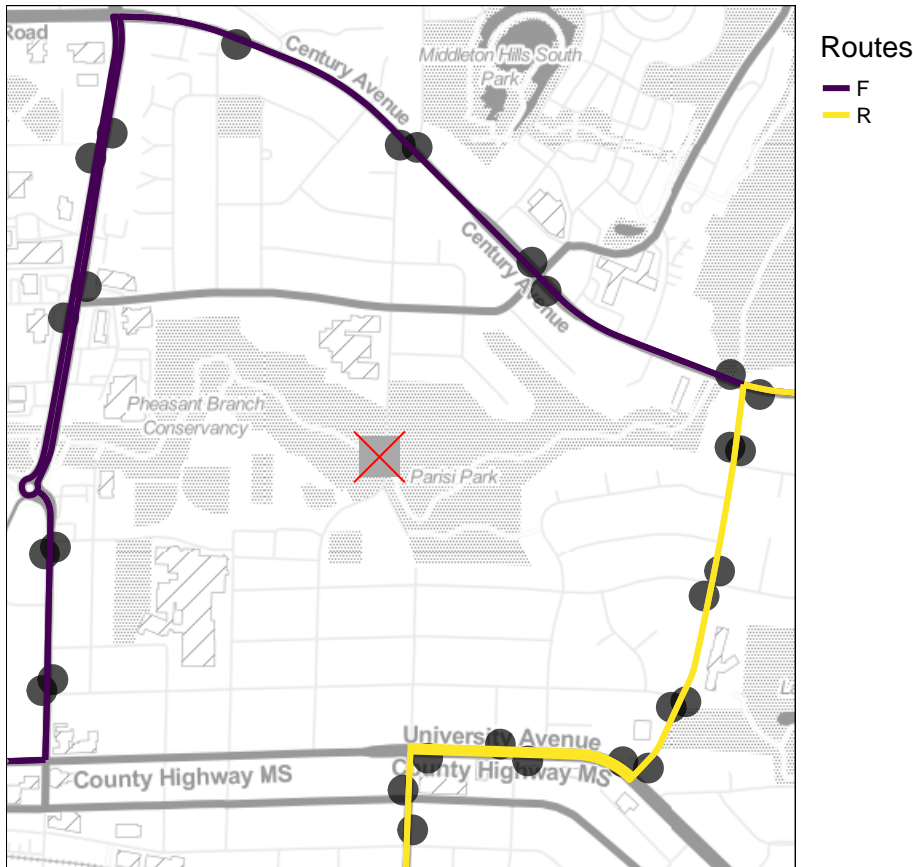 Road
Century Avenue
Middleton Hills South
Park
Routes
F
R
Century Avenue
Pheasant Branch
Conservancy
Parisi Park
University Avenue
County Highway MS
County Highway MS